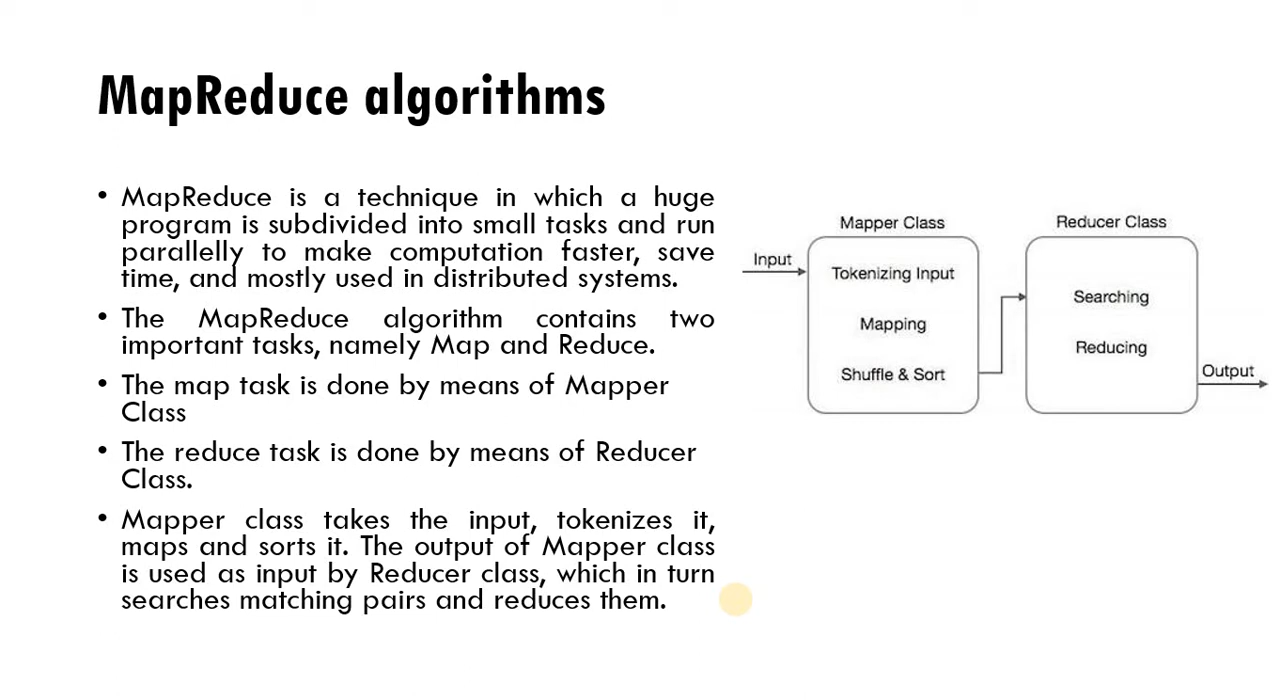 MapReduce algorithms
• MapReduce is a technique in which a huge
program is subdivided into small tasks and run
parallelly to make computation faster, save
time, and mostly used in distributed systems.
• The MapReduce algorithm contains two
important tasks, namely Map and Reduce.
• The map task is done by means of Mapper
Class
• The reduce task is done by means of Reducer
Class.
• Mapper class takes the input, tokenizes it,
maps and sorts it. The output of Mapper class
is used as input by Reducer class, which in turn
searches matching pairs and reduces them.
Mapper Class
Input
Tokenizing Input
Mapping
Shuffle & Sort
Reducer Class
Searching
Reducing
Output